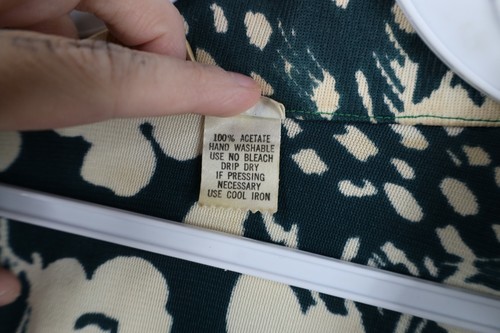 100% ACETATE
HAND WASHABLE
USE NO BLEACH
DRIP DRY
IF PRESSING
NECESSARY
USE COOL IRON